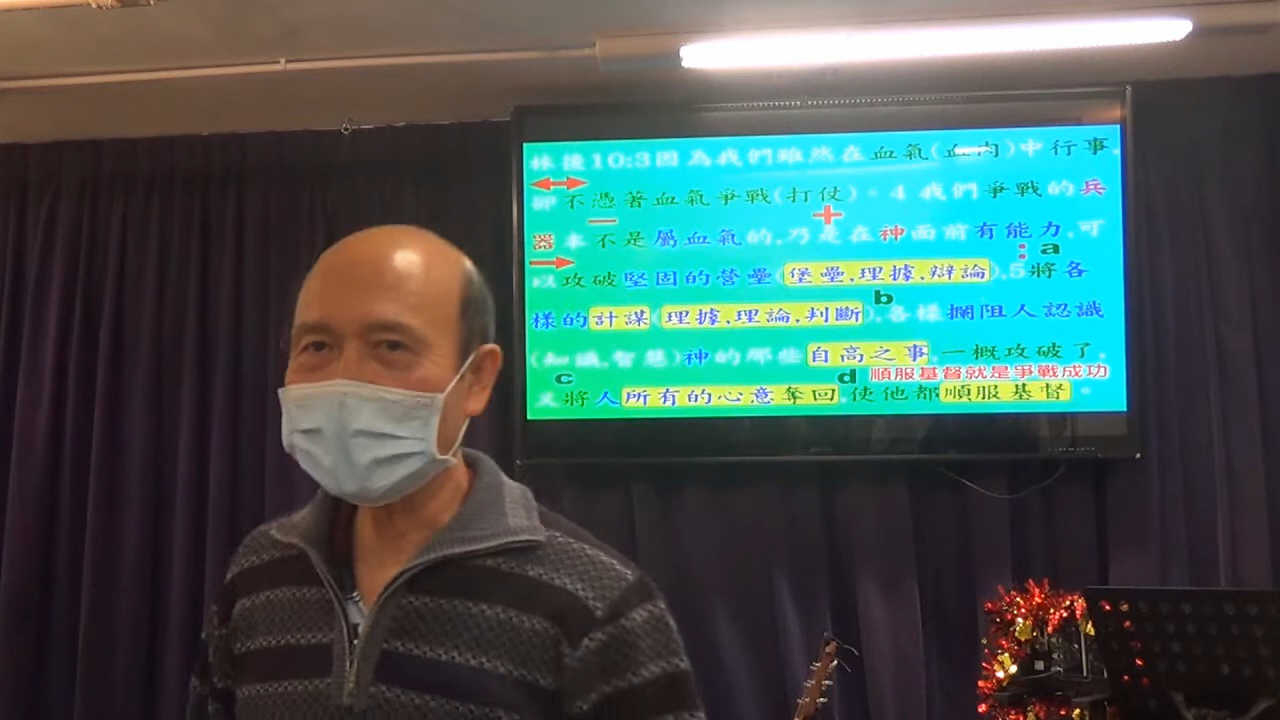 林後10:3因為我們雖然在血氣(血肉)中行事,
卻不憑著血氣爭戰(打仗)。4 我們爭戰的兵
器本不是屬血氣的,乃是在神面前有能力,可
a
以攻破堅固的營壘(堡壘,理據,辯論),5將各
b
樣的計謀(理據,理論,判斷),各樣攔阻人認識
(知識,智慧)神的那些自高之事,一概攻破了,
c d 順服基督就是爭戰成功
又將人所有的心意奪回,使他都順服基督。